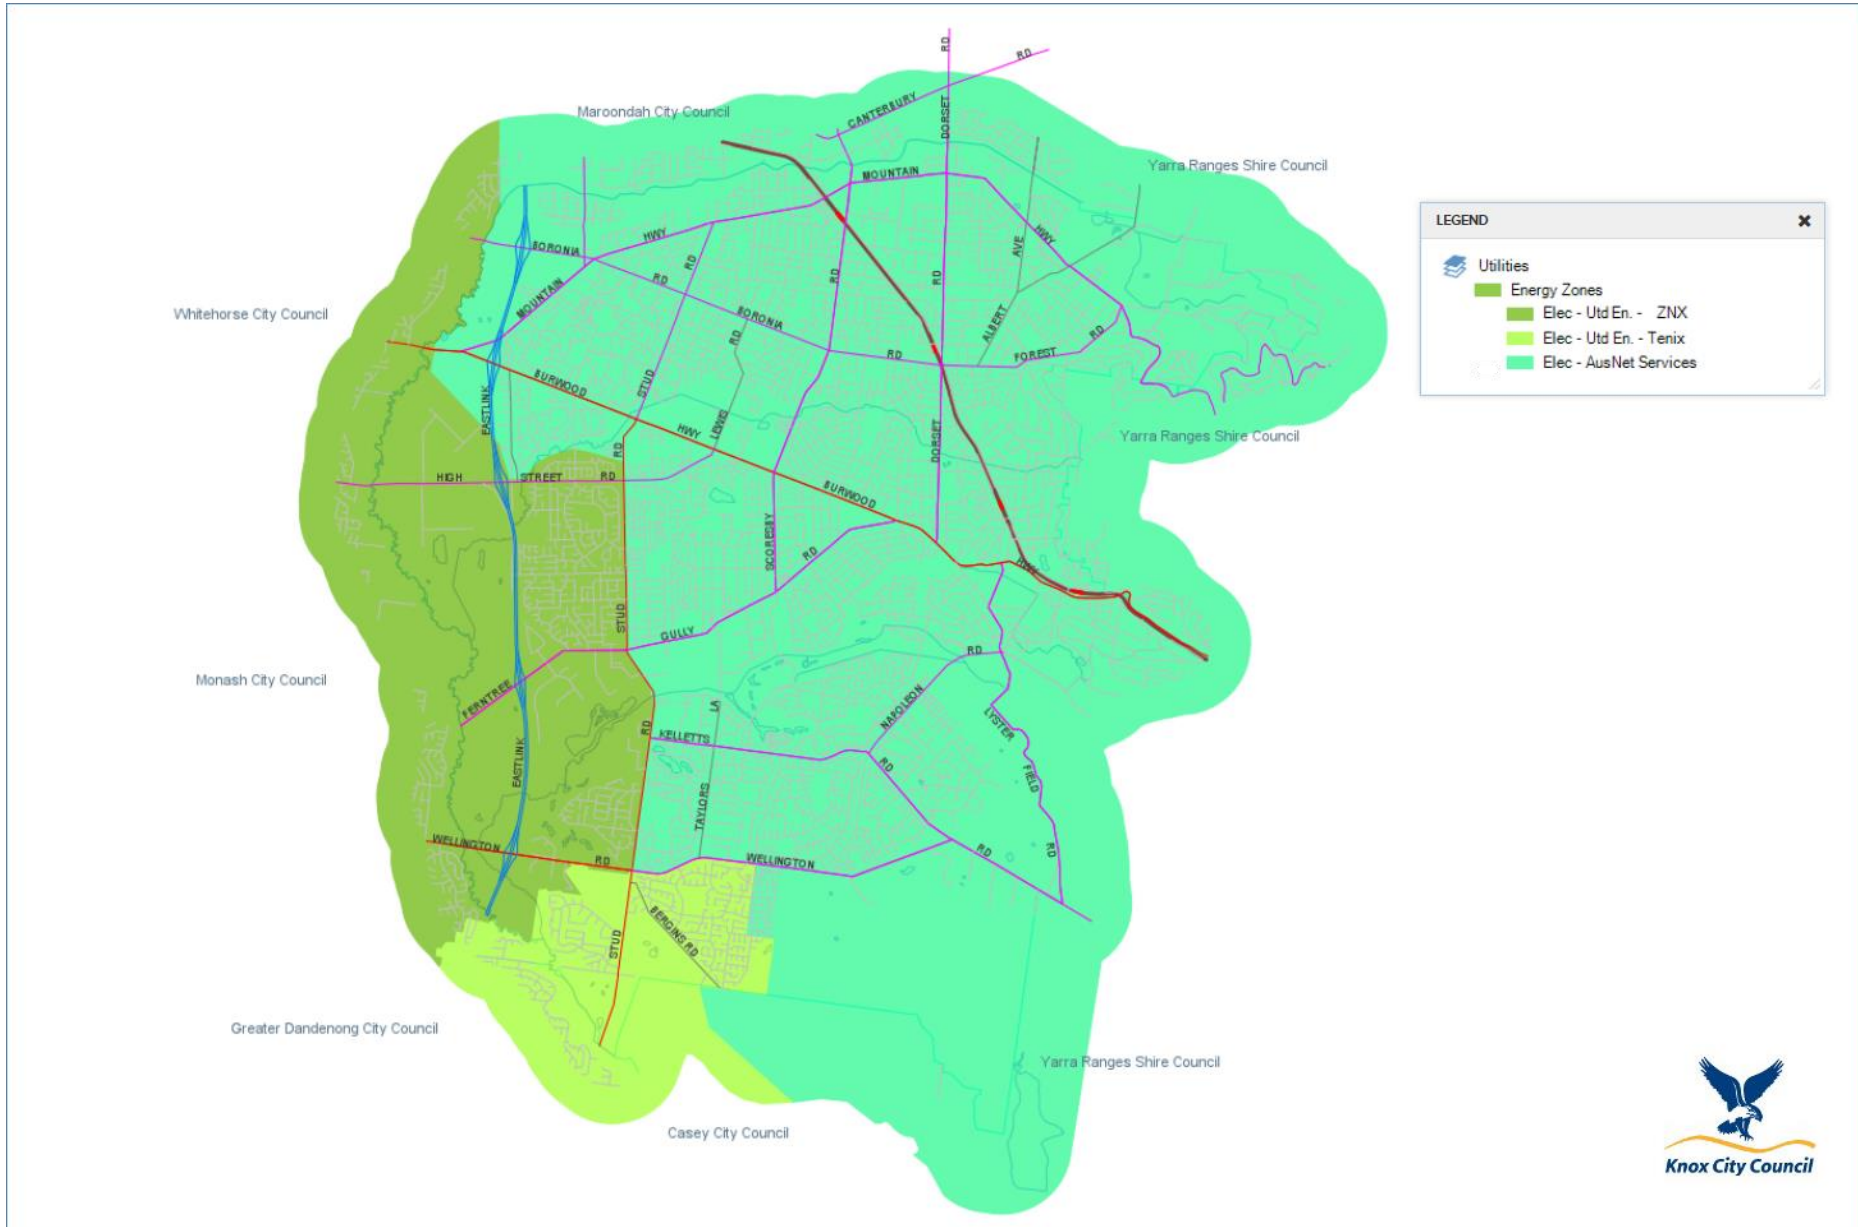 RD
RD
CANTERBURY
DORSET
Maroondah City Council
Yarra Ranges Shire Council
MOUNTAIN
HWY
HWY
AVE
BORONIA
RD
RD
RD
RD
MOUNTAIN
Whitehorse City Council
BORONIA
RD
ALBERT
RD
RD
FOREST
BURWOOD
STUD
EASTLINK
LEWIS
HWY
DORSET
Yarra Ranges Shire Council
RD
HIGH
STREET
RD
BURWOOD
SCORESBY
RD
HWY
STUD
GULLY
RD
Monash City Council
FERNTREE
NAPOLEON
LA
LYSTER
RD
KELLETTS
EASTLINK
RD
FIELD
TAYLORS
WELLINGTON
RD
WELLINGTON
RD
RD
BERGINS RD
STUD
Greater Dandenong City Council
Yarra Ranges Shire Council
Casey City Council
LEGEND
Utilities
Energy Zones
Elec - Utd En. - ZNX
Elec - Utd En. - Tenix
Elec - AusNet Services
Knox City Council